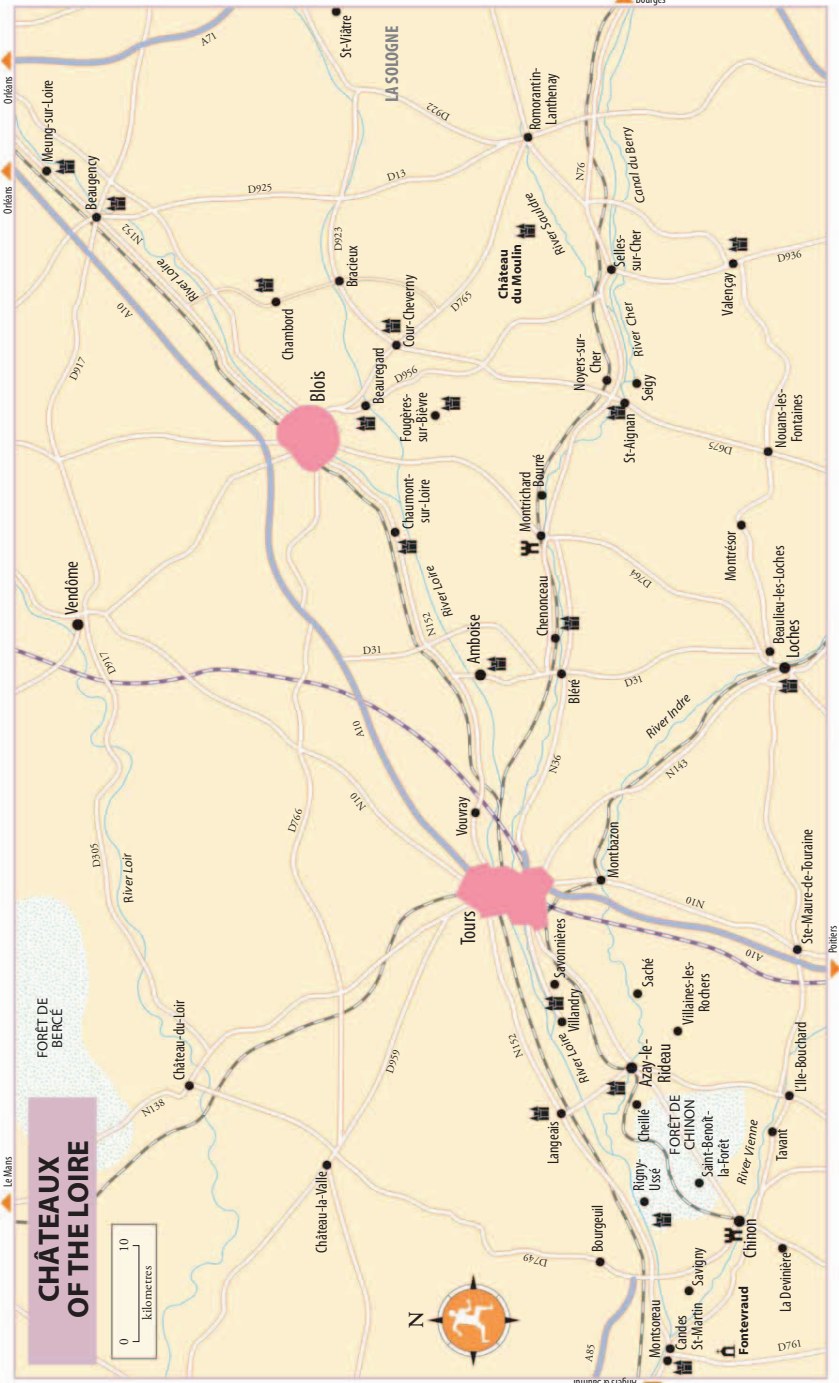 CHÂTEAUX
OF THE LOIRE
0 10
kilometres
N
Le Mans
Orléans
Orléans
Bourges
Poitiers
FORÊT DE
BERCÉ
N138
Château-du-Loir
River Loir
D305
D917
Vendôme
D917
A10
N152
River Loire
Meung-sur-Loire
Beaugency
A71
St-Viâtre
LA SOLOGNE
D925
D922
D13
D923
Chambord
Bracieux
Blois
Beauregard
Cour-Cheverny
D765
D956
Fougères-
sur-Bièvre
Romorantin-
Lanthenay
Château
du Moulin
River Sauldre
N76
Canal du Berry
Château-la-Valle
D959
D766
N10
A10
D31
N152
River Loire
Chaumont-
sur-Loire
Amboise
Vouvray
Tours
Savonnières
Villandry
N152
River Loire
Langeais
Bourgeuil
D749
A85
N36
Bléré
Chenonceau
Montrichard
Bourré
Noyers-sur-
Cher
River Cher
Selles-
sur-Cher
St-Aignan
Seigy
D675
Valençay
D936
Nouans-les-
Fontaines
Montrésor
D764
Beaulieu-les-Loches
Loches
D31
River Indre
N143
Montbazon
N10
A10
Ste-Maure-de-Touraine
Saché
Villaines-les-
Rochers
Azay-le-
Rideau
Cheillé
FORÊT DE
CHINON
Rigny-
Ussé
Saint-Benoît-
la-Forêt
River Vienne
L'Ile-Bouchard
Tavant
Chinon
La Devinière
Savigny
Montsoreau
Candes
St-Martin
Fontevraud
D761